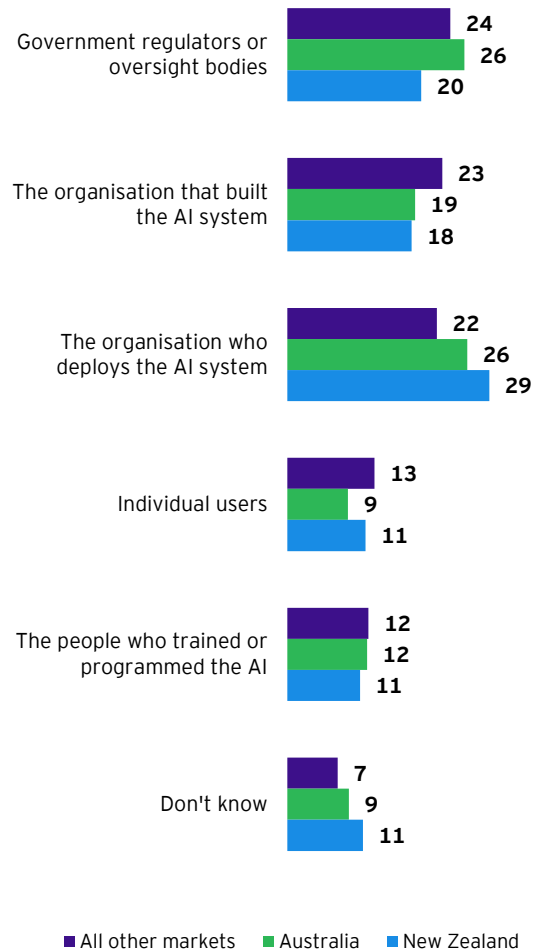 Government regulators or
oversight bodies
24
26
20
The organisation that built
the AI system
23
19
18
The organisation who
deploys the AI system
22
26
29
Individual users
13
9
11
The people who trained or
programmed the AI
12
12
11
Don't know
7
9
11
All other markets Australia New Zealand